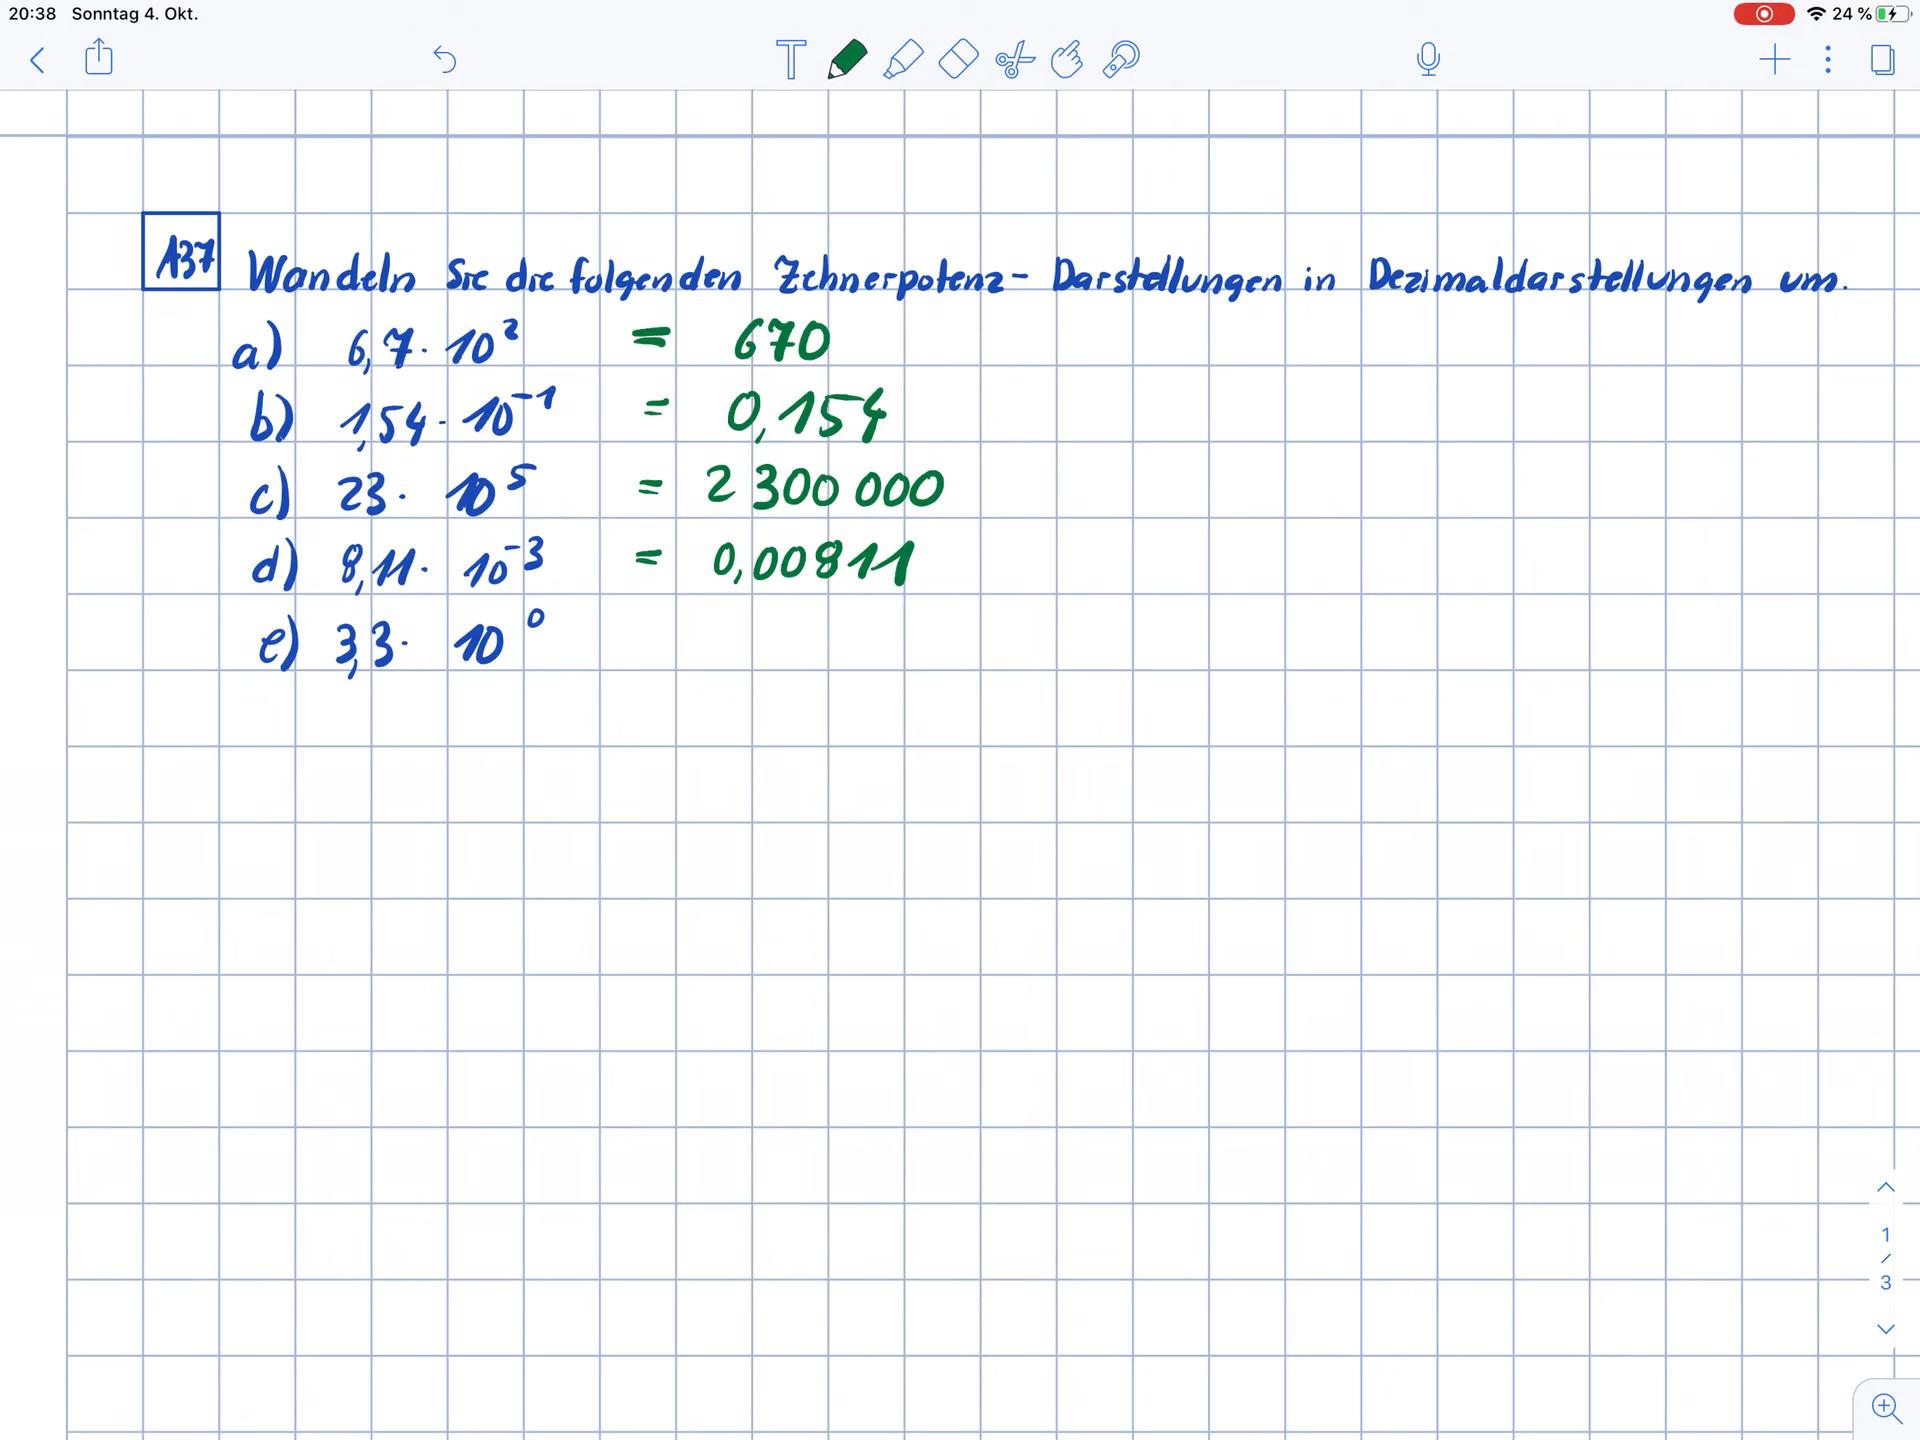 20:38 Sonntag 4. Okt. 24 %
A37 Wandeln Sie die folgenden Zehnerpotenz-Darstellungen in Dezimaldarstellungen um.
a) 6,7 · 10² = 670
b) 1,54 · 10⁻¹ = 0,154
c) 23 · 10⁵ = 2 300 000
d) 8,11 · 10⁻³ = 0,00811
e) 3,3 · 10⁰
1
/
3